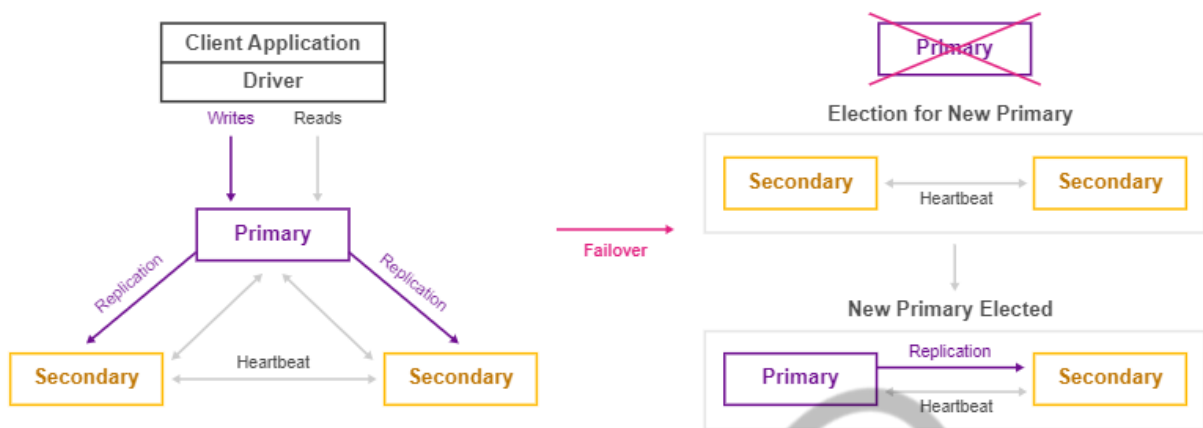 Client Application
Driver
Writes
Reads
Primary
Replication
Replication
Heartbeat
Secondary
Secondary
Failover
Primary
Election for New Primary
Secondary
Heartbeat
Secondary
New Primary Elected
Primary
Replication
Heartbeat
Secondary